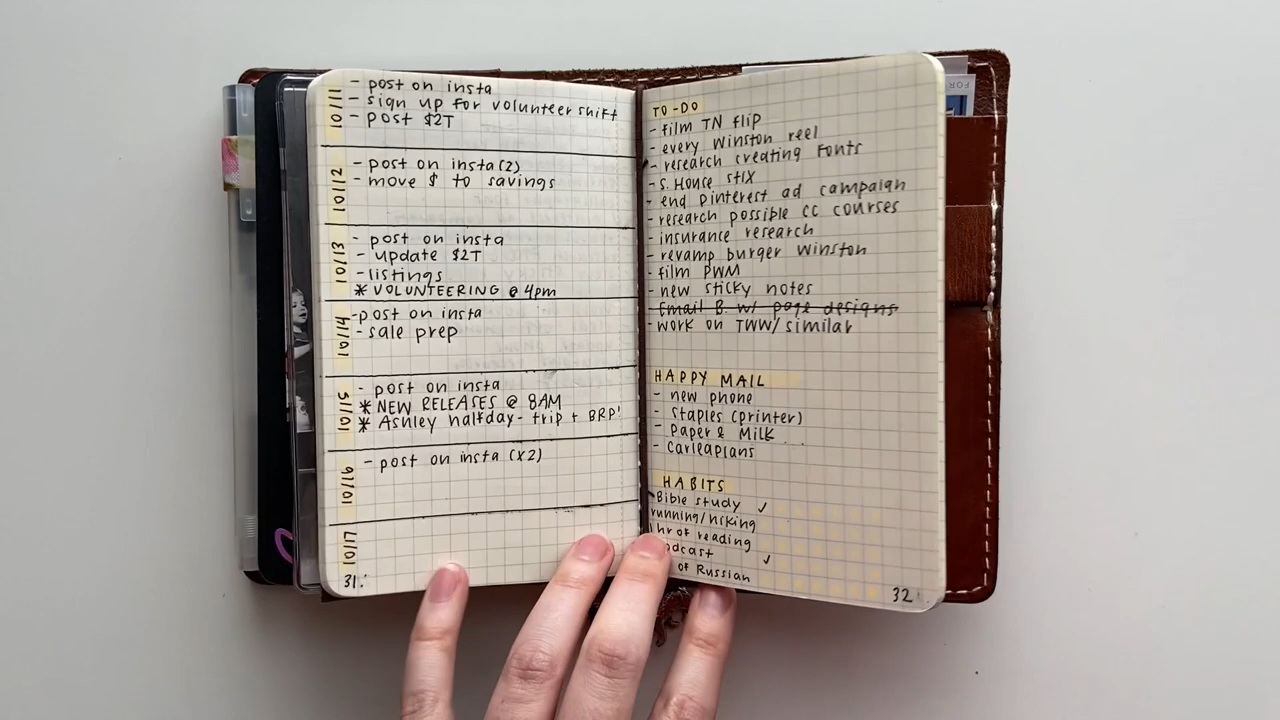 10/11
- post on insta
- sign up for volunteer shift
- post $2T
10/12
- post on insta (2)
- move $ to savings
10/13
- post on insta
- update $2T
- listings
* VOLUNTEERING @ 4pm
10/14
- post on insta
- sale prep
10/15
- post on insta
* NEW RELEASES @ 8AM
* Ashley halfday - trip + BRP!
10/16
- post on insta (x2)
10/17
31
TO-DO
- film TN flip
- every Winston reel
- research creating fonts
- S. House stix
- end pinterest ad campaign
- research possible CC courses
- insurance research
- revamp burger Winston
- film PWM
- new sticky notes
- Email B. w/ page designs
- work on TWW/similar
HAPPY MAIL
- new phone
- Staples (printer)
- Paper & Milk
- Carleaplans
HABITS
Bible study ✓
running/hiking
1hr of reading
odcast ✓
of Russian
32
FOR